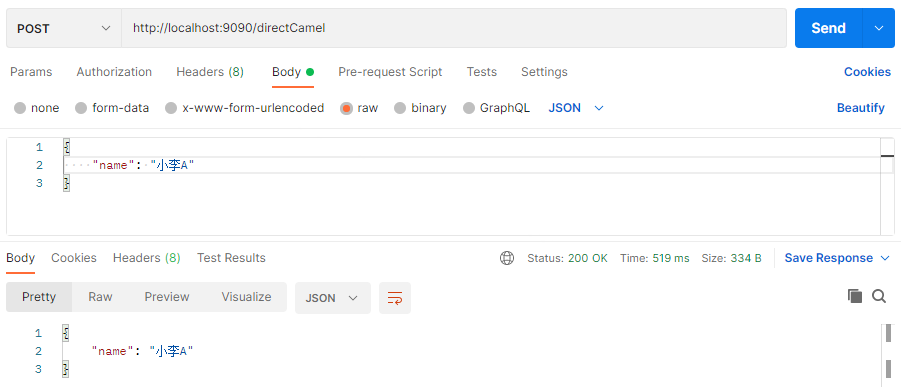 POST http://localhost:9090/directCamel Send
Params Authorization Headers (8) Body Pre-request Script Tests Settings Cookies
none form-data x-www-form-urlencoded raw binary GraphQL JSON Beautify
1 {
2 "name": "小李A"
3 }
Body Cookies Headers (8) Test Results Status: 200 OK Time: 519 ms Size: 334 B Save Response
Pretty Raw Preview Visualize JSON
1 {
2 "name": "小李A"
3 }